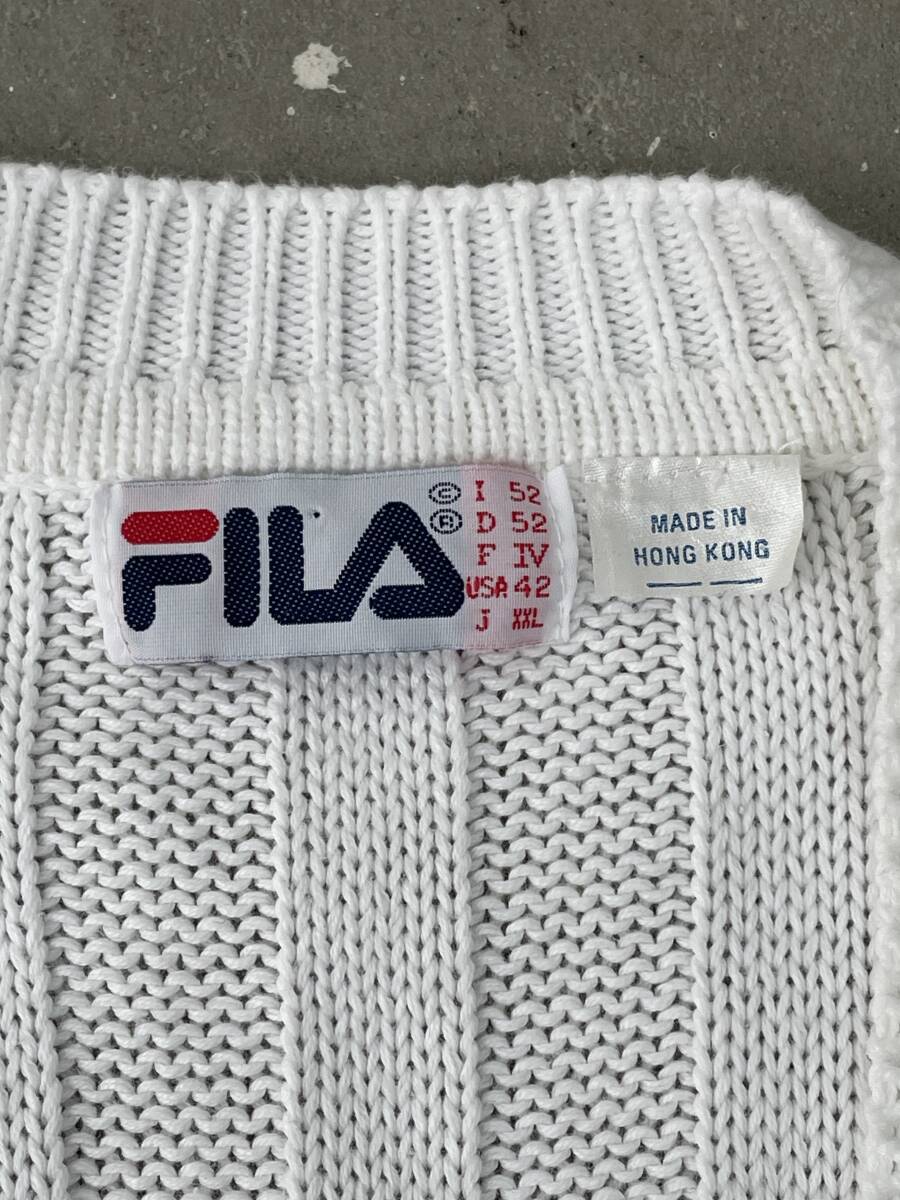 FILA
©
®
I 52
D 52
F IV
USA 42
J XXL
MADE IN
HONG KONG